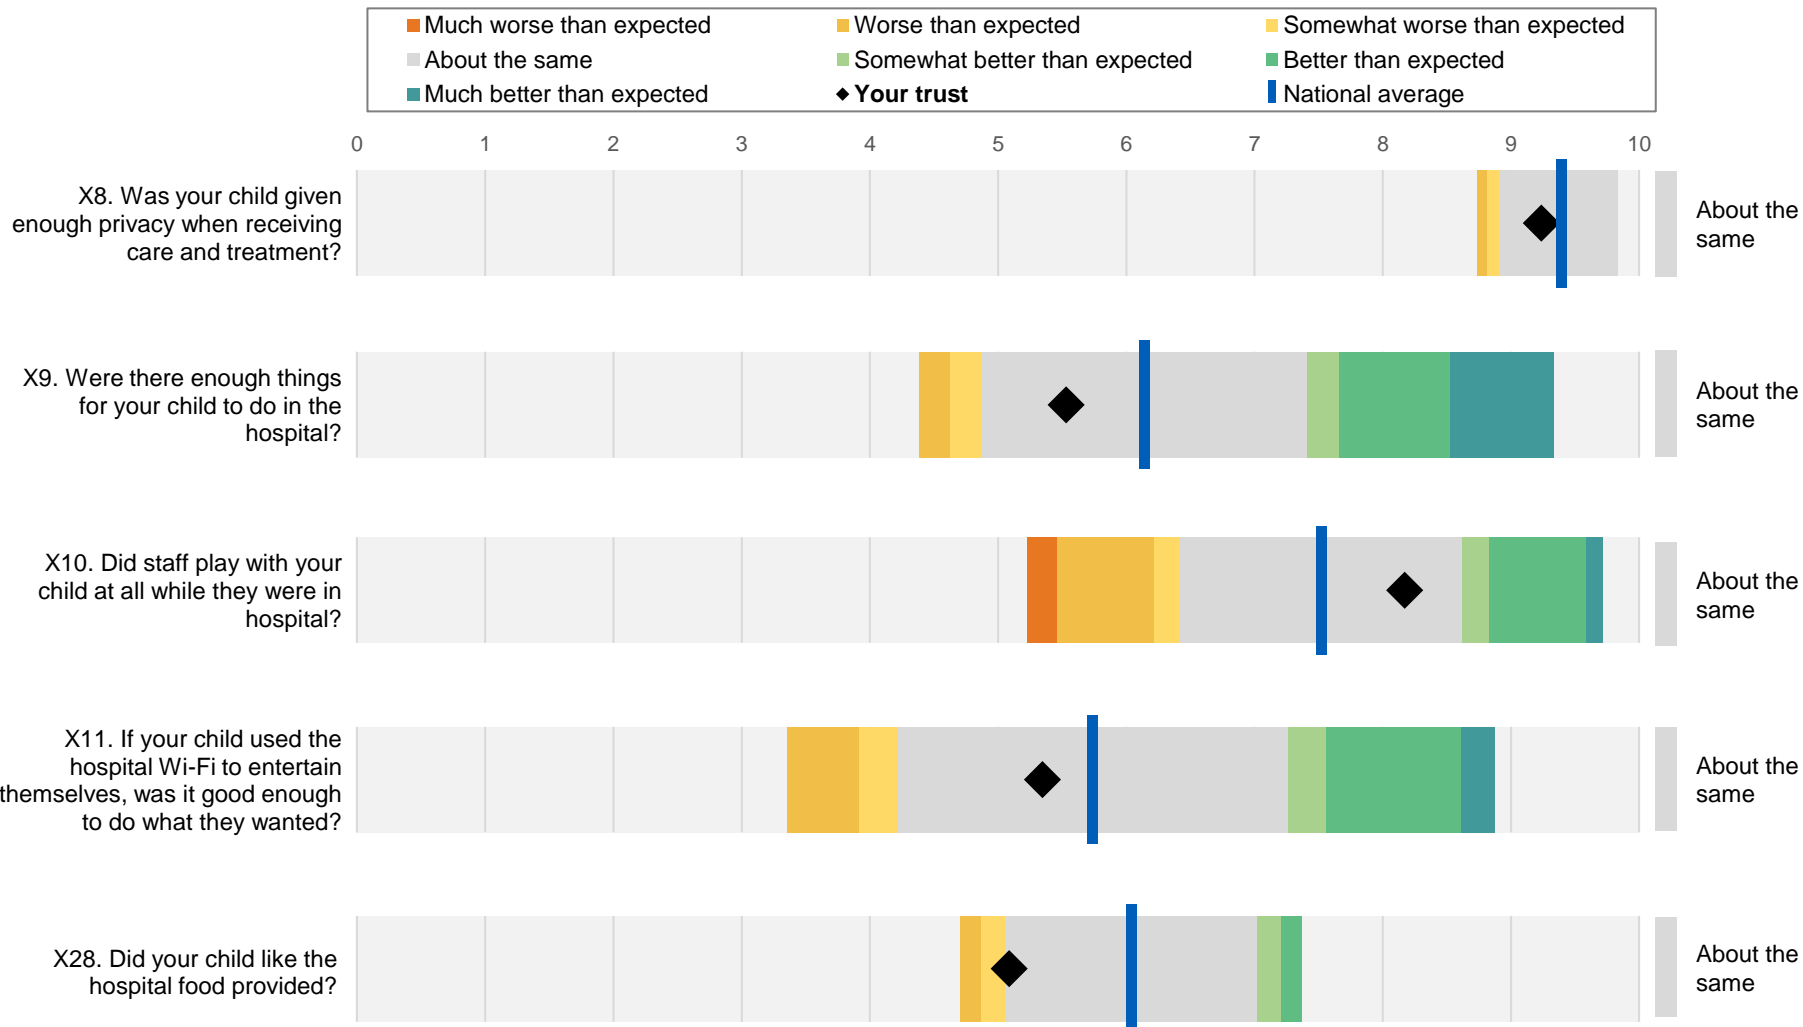 Much worse than expected
Worse than expected
Somewhat worse than expected
About the same
Somewhat better than expected
Better than expected
Much better than expected
Your trust
National average
0 1 2 3 4 5 6 7 8 9 10
X8. Was your child given
enough privacy when receiving
care and treatment?
About the
same
X9. Were there enough things
for your child to do in the
hospital?
About the
same
X10. Did staff play with your
child at all while they were in
hospital?
About the
same
X11. If your child used the
hospital Wi-Fi to entertain
themselves, was it good enough
to do what they wanted?
About the
same
X28. Did your child like the
hospital food provided?
About the
same